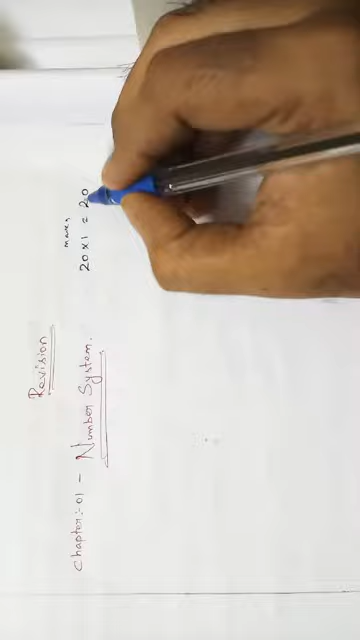 Revision
Chapter:-01 - Number System.
marks
20 x 1 = 20